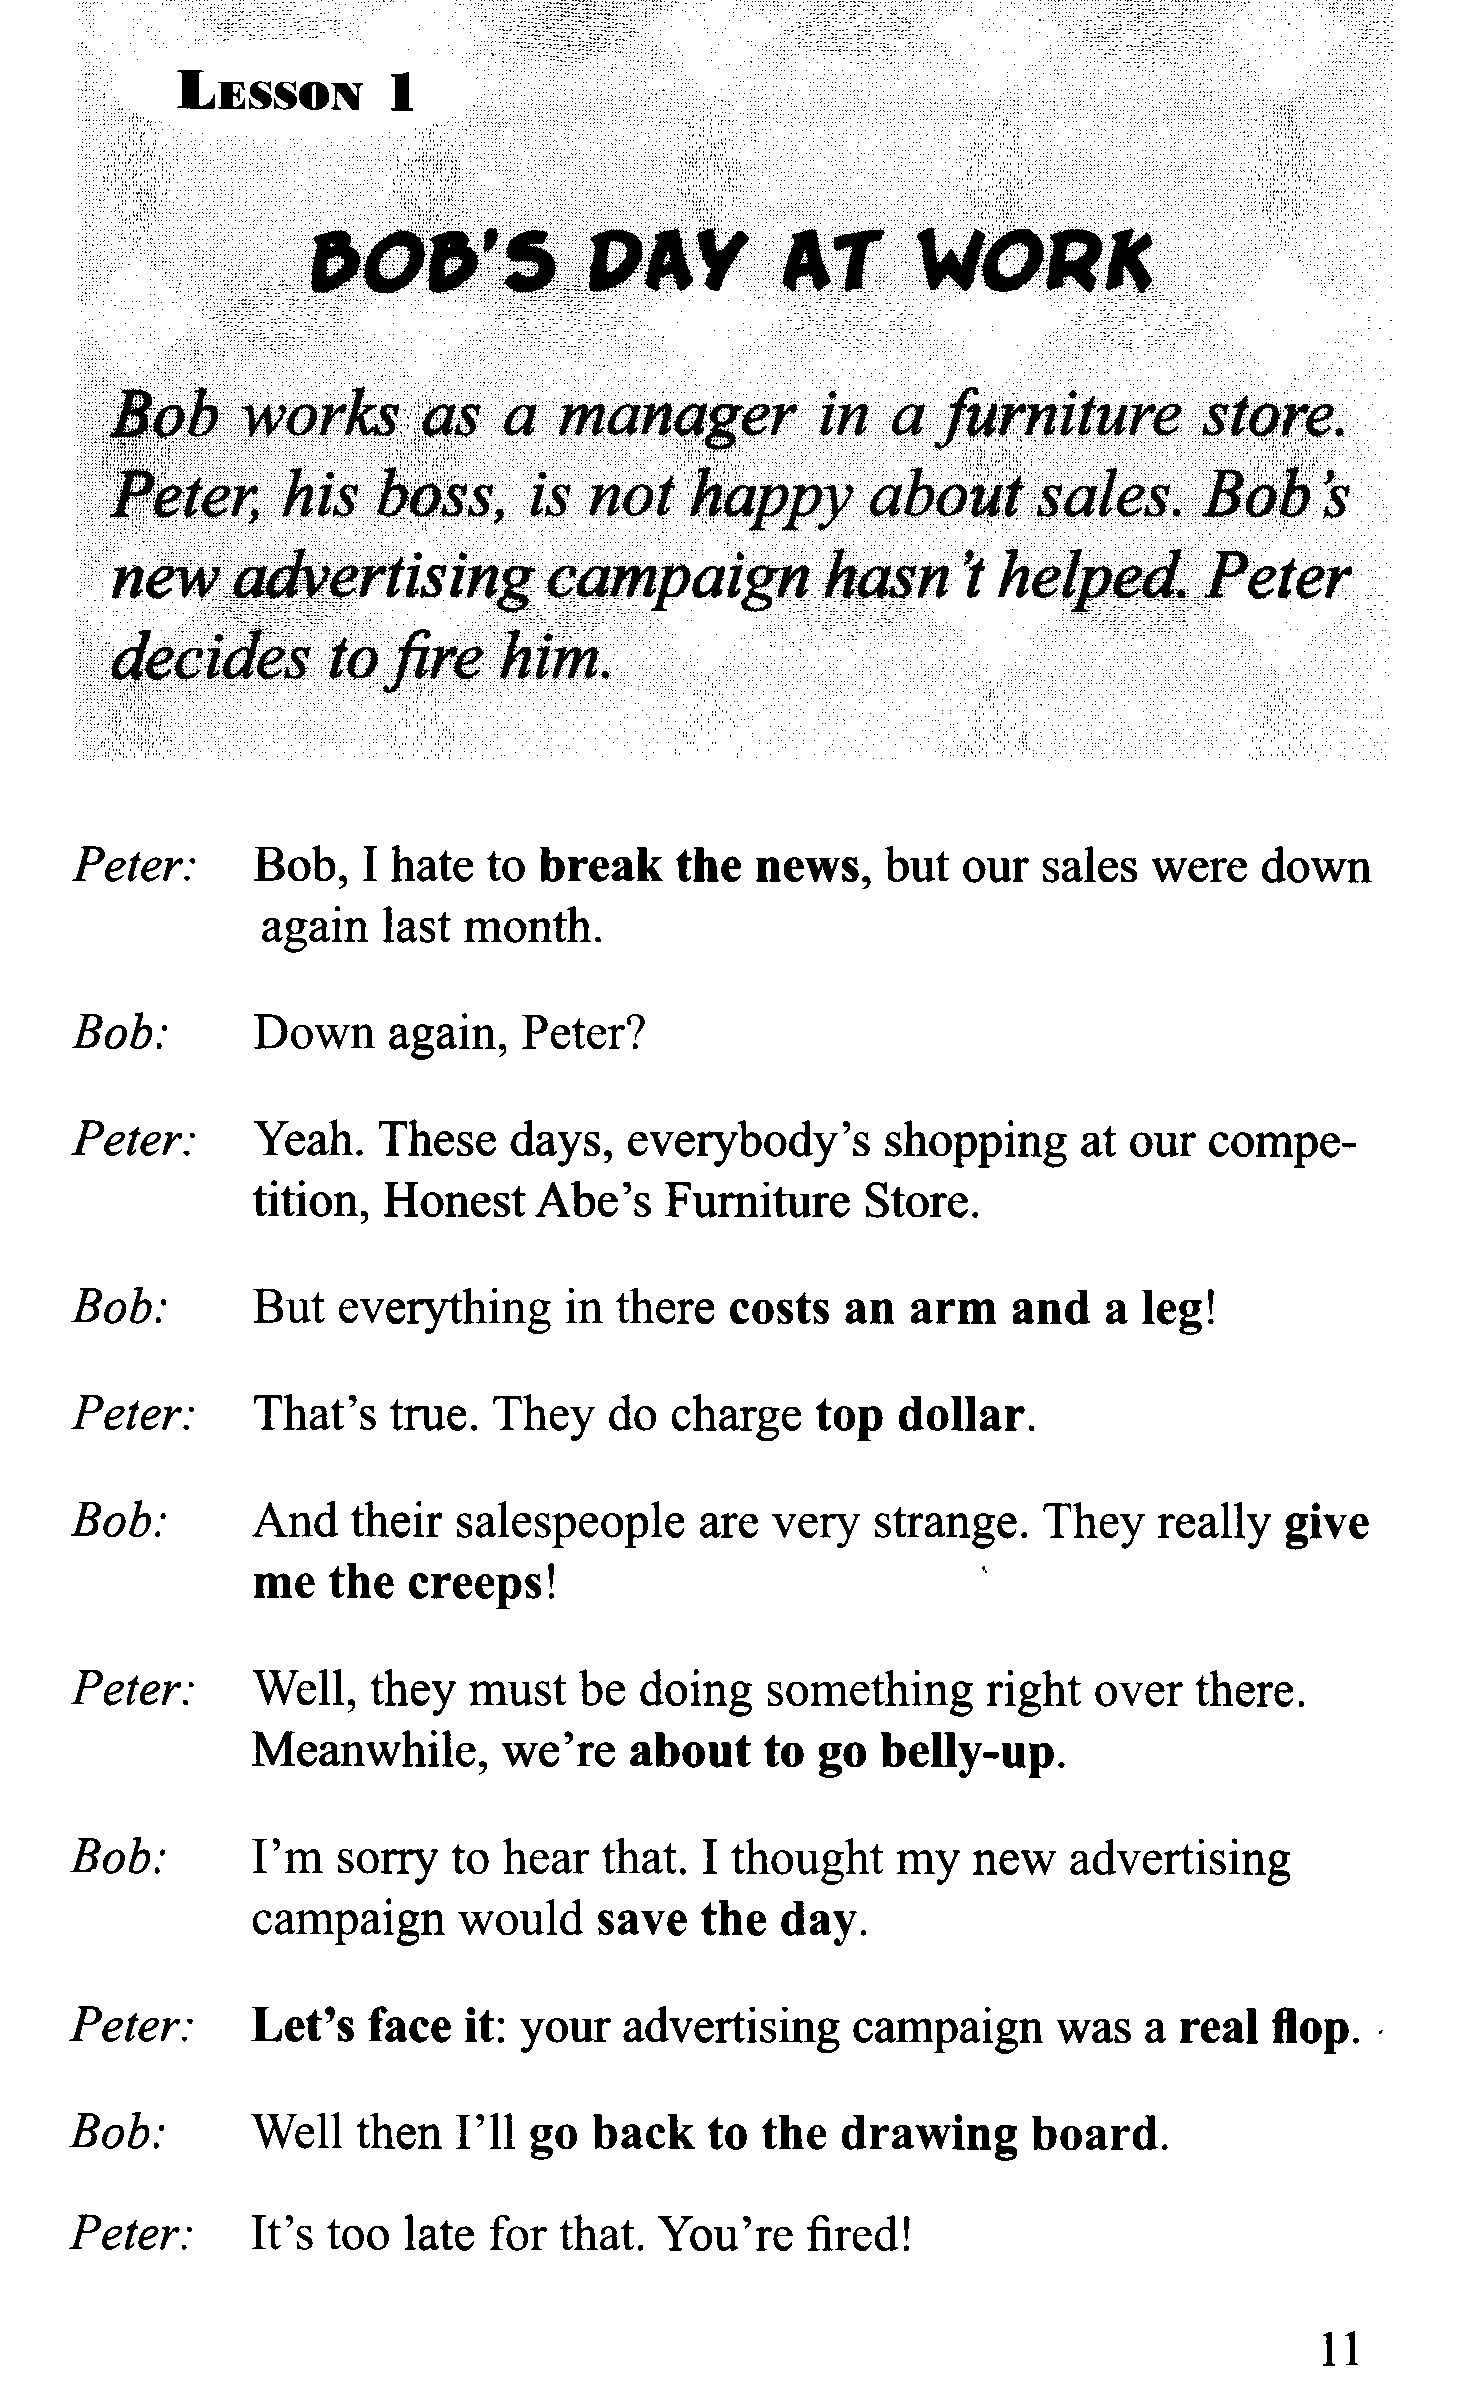 LESSON 1
BOB'S DAY AT WORK
Bob works as a manager in a furniture store.
Peter, his boss, is not happy about sales. Bob's
new advertising campaign hasn't helped. Peter
decides to fire him.
Peter: Bob, I hate to break the news, but our sales were down
again last month.
Bob: Down again, Peter?
Peter: Yeah. These days, everybody's shopping at our compe-
tition, Honest Abe's Furniture Store.
Bob: But everything in there costs an arm and a leg!
Peter: That's true. They do charge top dollar.
Bob: And their salespeople are very strange. They really give
me the creeps!
Peter: Well, they must be doing something right over there.
Meanwhile, we're about to go belly-up.
Bob: I'm sorry to hear that. I thought my new advertising
campaign would save the day.
Peter: Let's face it: your advertising campaign was a real flop.
Bob: Well then I'll go back to the drawing board.
Peter: It's too late for that. You're fired!
11